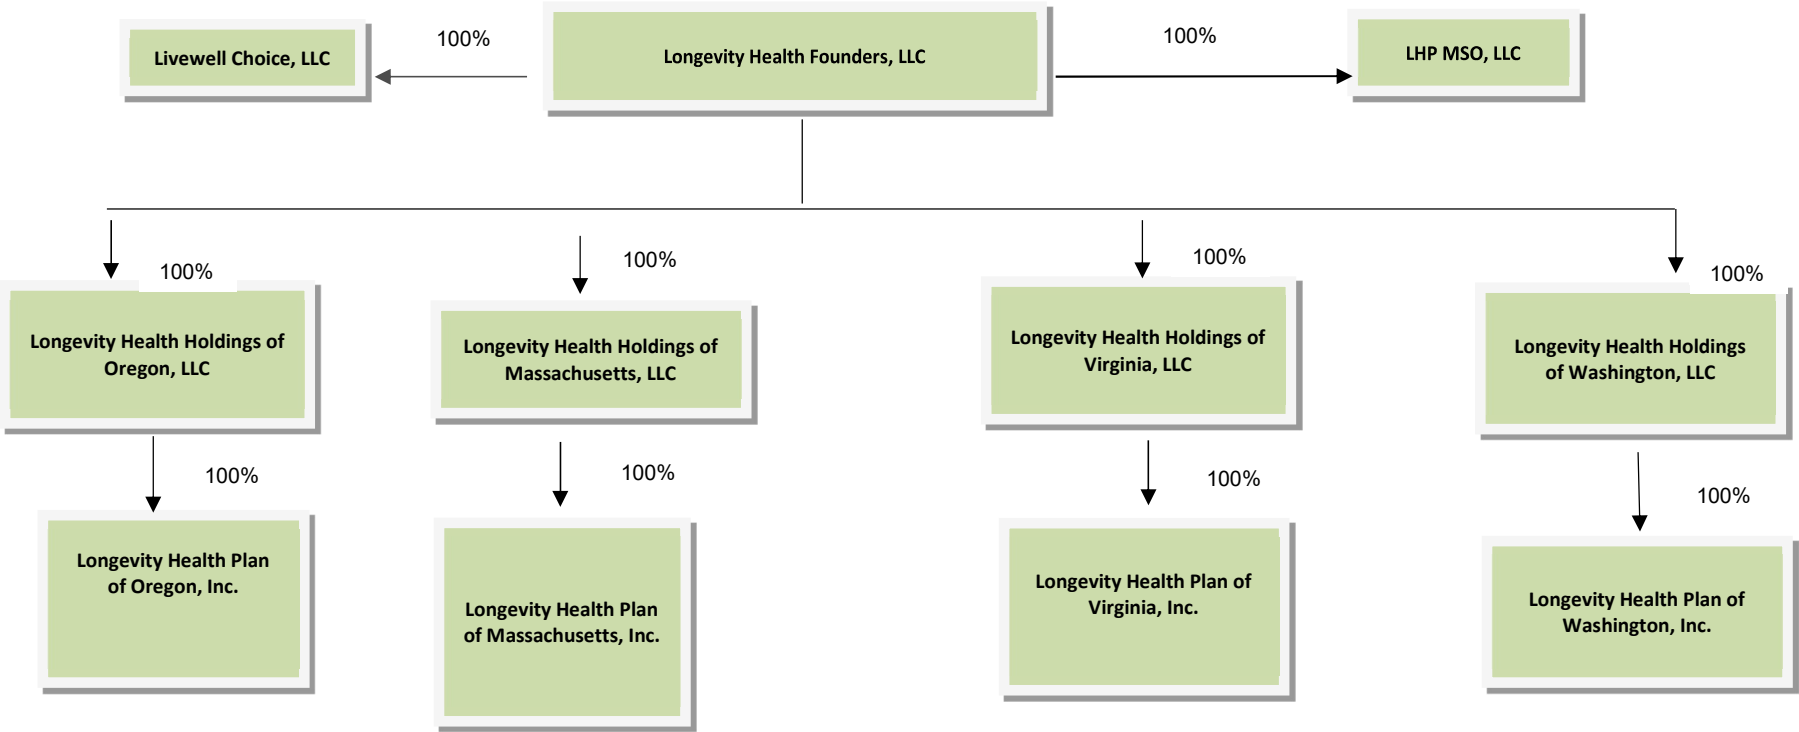 100%
100%
Livewell Choice, LLC
Longevity Health Founders, LLC
LHP MSO, LLC
100%
100%
100%
100%
Longevity Health Holdings of
Oregon, LLC
Longevity Health Holdings of
Massachusetts, LLC
Longevity Health Holdings of
Virginia, LLC
Longevity Health Holdings
of Washington, LLC
100%
100%
100%
100%
Longevity Health Plan
of Oregon, Inc.
Longevity Health Plan
of Massachusetts, Inc.
Longevity Health Plan of
Virginia, Inc.
Longevity Health Plan of
Washington, Inc.